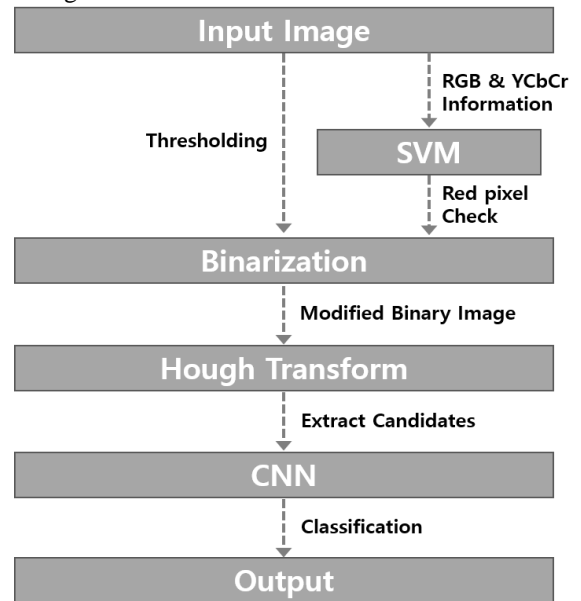 Input Image
RGB & YCbCr
Information
Thresholding
SVM
Red pixel
Check
Binarization
Modified Binary Image
Hough Transform
Extract Candidates
CNN
Classification
Output